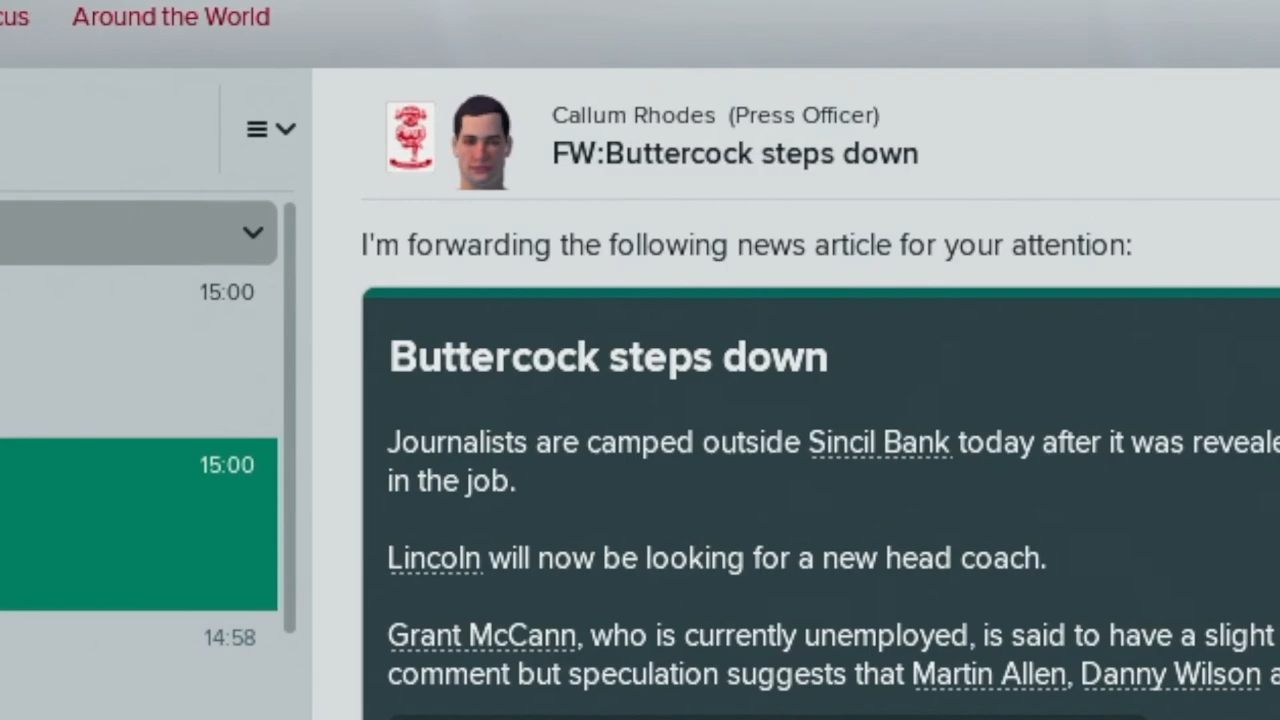 Around the World
Callum Rhodes (Press Officer)
FW:Buttercock steps down
I'm forwarding the following news article for your attention:
15:00
Buttercock steps down
Journalists are camped outside Sincil Bank today after it was
15:00
in the job.
Lincoln will now be looking for a new head coach.
14:58
Grant McCann, who is currently unemployed, is said to have a slight
comment but speculation suggests that Martin Allen, Danny Wilson